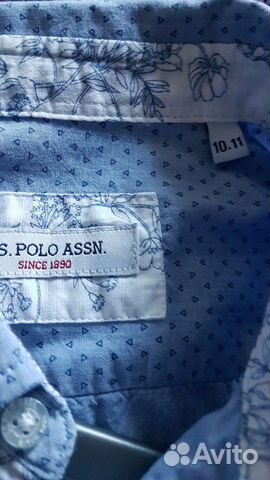 10-11
S. POLO ASSN.
SINCE 1890
Avito